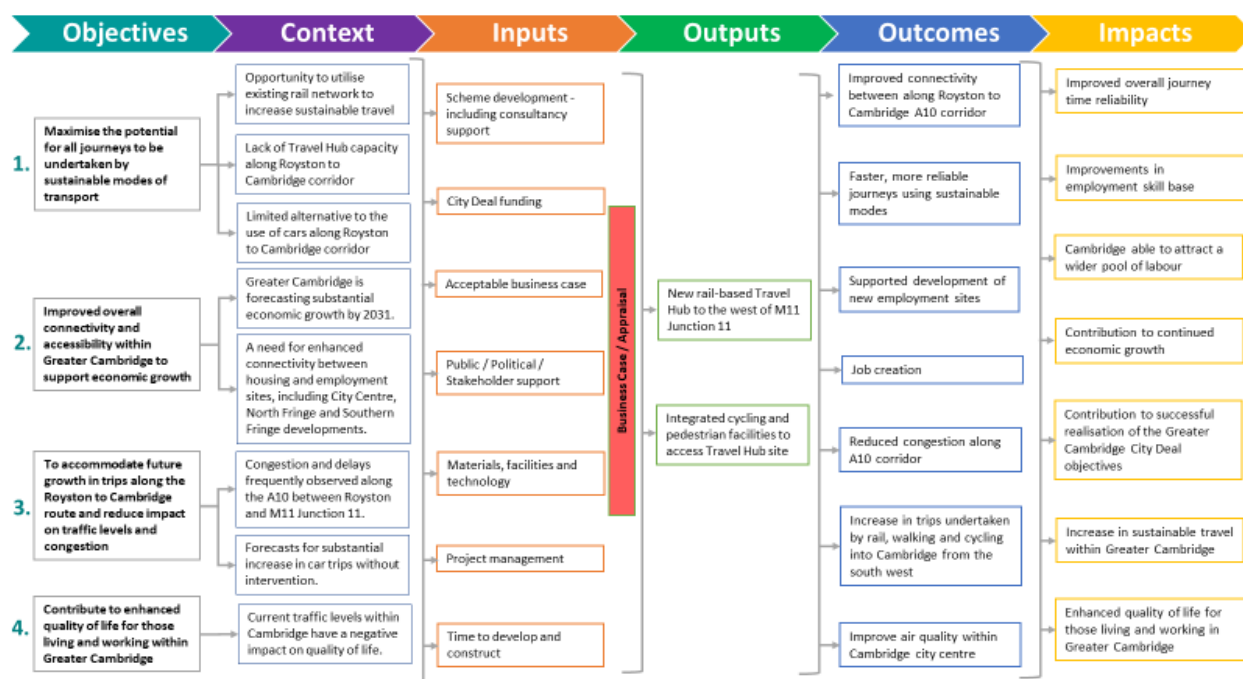 Objectives
Context
Inputs
Outputs
Outcomes
Impacts
1.
Maximise the potential
for all journeys to be
undertaken by
sustainable modes of
transport
2.
Improved overall
connectivity and
accessibility within
Greater Cambridge to
support economic growth
3.
To accommodate future
growth in trips along the
Royston to Cambridge
route and reduce impact
on traffic levels and
congestion
4.
Contribute to enhanced
quality of life for those
living and working within
Greater Cambridge
Opportunity to utilise
existing rail network to
increase sustainable travel
Lack of Travel Hub capacity
along Royston to
Cambridge corridor
Limited alternative to the
use of cars along Royston
to Cambridge corridor
Greater Cambridge is
forecasting substantial
economic growth by 2031.
A need for enhanced
connectivity between
housing and employment
sites, including City Centre,
North Fringe and Southern
Fringe developments.
Congestion and delays
frequently observed along
the A10 between Royston
and M11 Junction 11.
Forecasts for substantial
increase in car trips without
intervention.
Current traffic levels within
Cambridge have a negative
impact on quality of life.
Scheme development -
including consultancy
support
City Deal funding
Acceptable business case
Public / Political /
Stakeholder support
Materials, facilities and
technology
Project management
Time to develop and
construct
Business Case / Appraisal
New rail-based Travel
Hub to the west of M11
Junction 11
Integrated cycling and
pedestrian facilities to
access Travel Hub site
Improved connectivity
between along Royston to
Cambridge A10 corridor
Faster, more reliable
journeys using sustainable
modes
Supported development of
new employment sites
Job creation
Reduced congestion along
A10 corridor
Increase in trips undertaken
by rail, walking and cycling
into Cambridge from the
south west
Improve air quality within
Cambridge city centre
Improved overall journey
time reliability
Improvements in
employment skill base
Cambridge able to attract a
wider pool of labour
Contribution to continued
economic growth
Contribution to successful
realisation of the Greater
Cambridge City Deal
objectives
Increase in sustainable travel
within Greater Cambridge
Enhanced quality of life for
those living and working in
Greater Cambridge